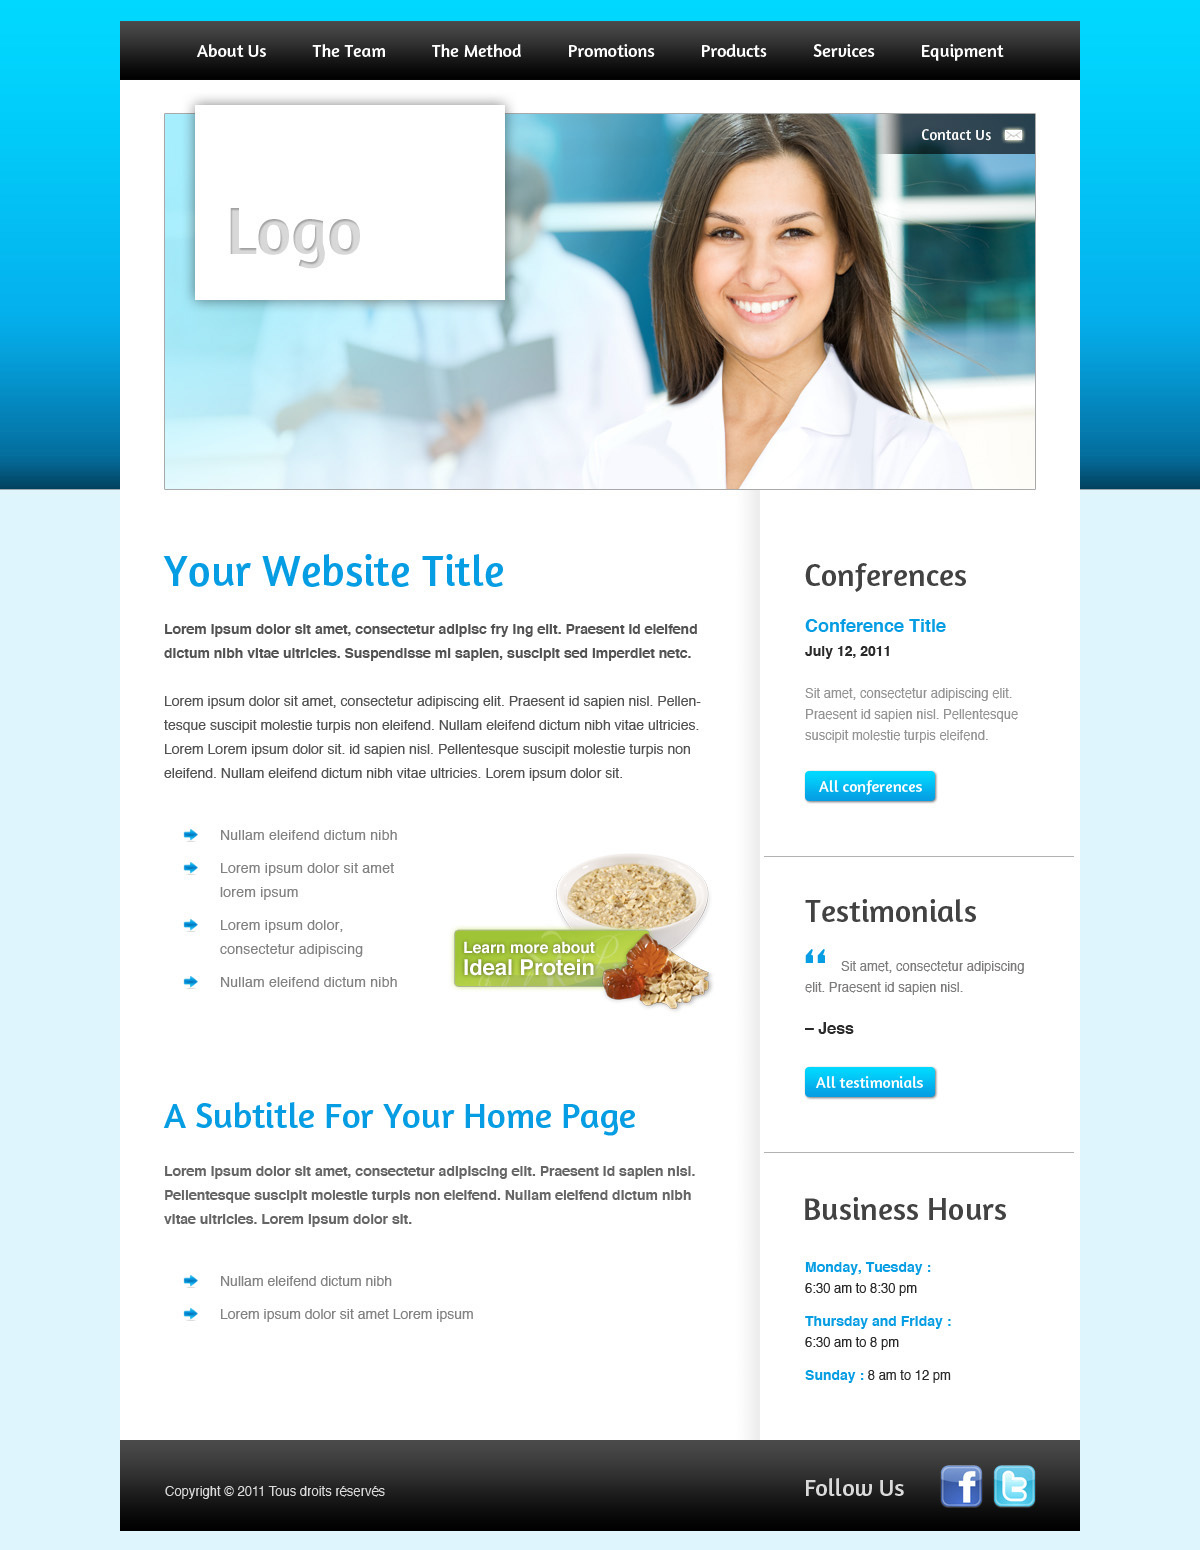 About Us The Team The Method Promotions Products Services Equipment
Contact Us
Logo
Your Website Title
Lorem ipsum dolor sit amet, consectetur adipisc fry ing elit. Praesent id eleifend
dictum nibh vitae ultricies. Suspendisse mi sapien, suscipit sed imperdiet netc.
Lorem ipsum dolor sit amet, consectetur adipiscing elit. Praesent id sapien nisl. Pellen-
tesque suscipit molestie turpis non eleifend. Nullam eleifend dictum nibh vitae ultricies.
Lorem Lorem ipsum dolor sit. id sapien nisl. Pellentesque suscipit molestie turpis non
eleifend. Nullam eleifend dictum nibh vitae ultricies. Lorem ipsum dolor sit.
Nullam eleifend dictum nibh
Lorem ipsum dolor sit amet
lorem ipsum
Lorem ipsum dolor,
consectetur adipiscing
Nullam eleifend dictum nibh
Learn more about
Ideal Protein
A Subtitle For Your Home Page
Lorem ipsum dolor sit amet, consectetur adipiscing elit. Praesent id sapien nisl.
Pellentesque suscipit molestie turpis non eleifend. Nullam eleifend dictum nibh
vitae ultricies. Lorem ipsum dolor sit.
Nullam eleifend dictum nibh
Lorem ipsum dolor sit amet Lorem ipsum
Conferences
Conference Title
July 12, 2011
Sit amet, consectetur adipiscing elit.
Praesent id sapien nisl. Pellentesque
suscipit molestie turpis eleifend.
All conferences
Testimonials
“ Sit amet, consectetur adipiscing
elit. Praesent id sapien nisl.
– Jess
All testimonials
Business Hours
Monday, Tuesday :
6:30 am to 8:30 pm
Thursday and Friday :
6:30 am to 8 pm
Sunday : 8 am to 12 pm
Copyright © 2011 Tous droits réservés
Follow Us